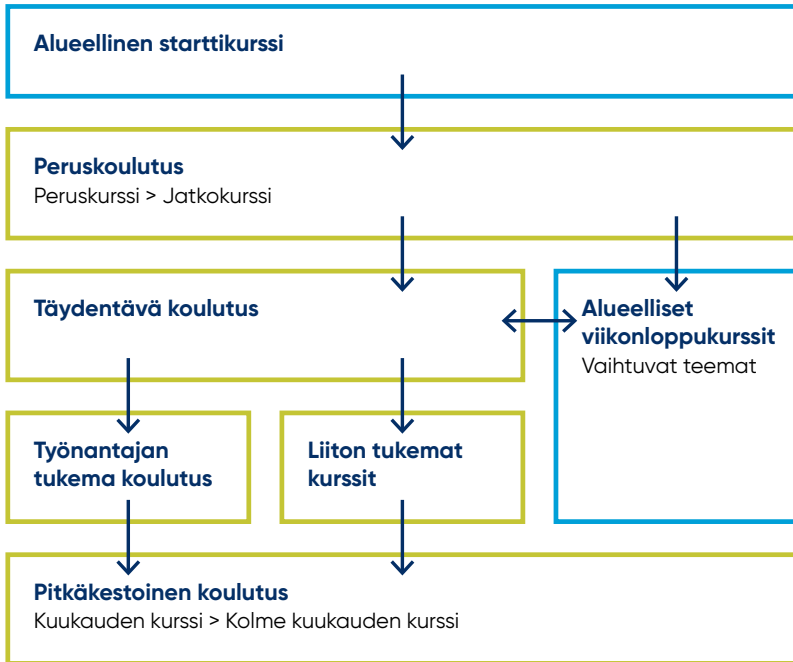 Alueellinen starttikurssi
Peruskoulutus
Peruskurssi > Jatkokurssi
Täydentävä koulutus
Alueelliset
viikonloppukurssit
Vaihtuvat teemat
Työnantajan
tukema koulutus
Liiton tukemat
kurssit
Pitkäkestoinen koulutus
Kuukauden kurssi > Kolme kuukauden kurssi